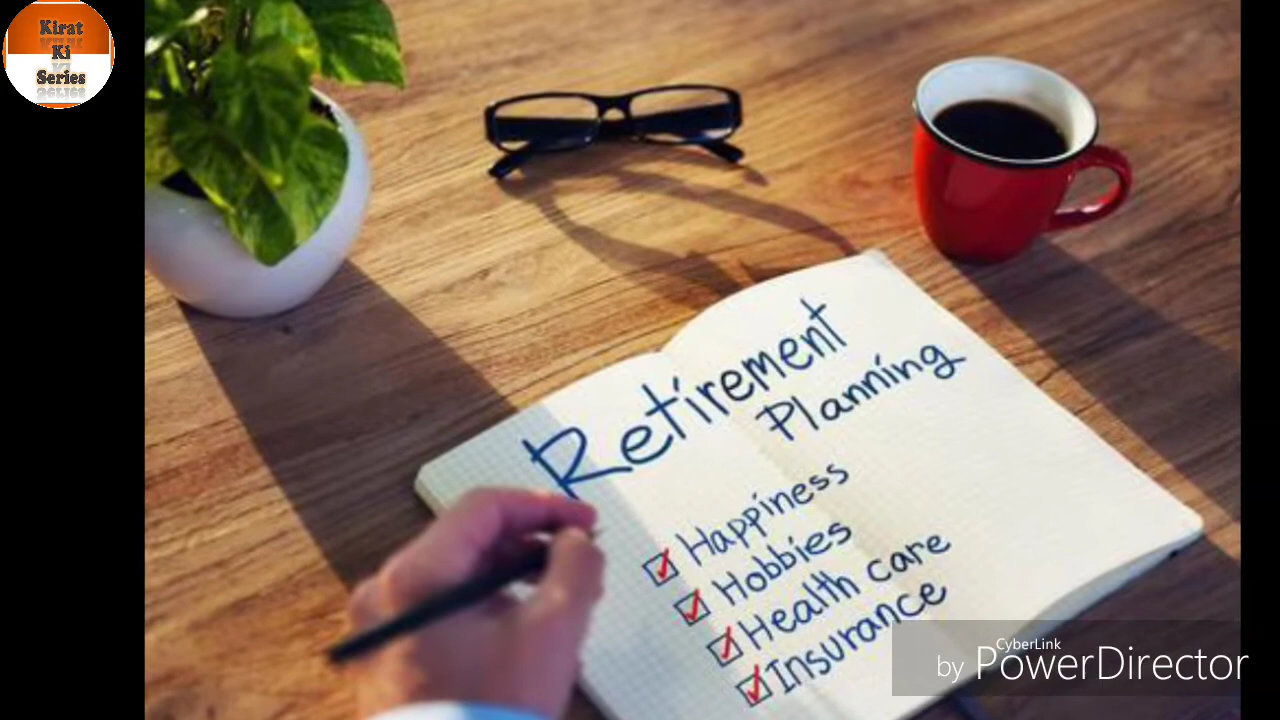 Kirat
Ki
Series
Retirement
Planning
Happiness
Hobbies
Health care
Insurance
CyberLink
by PowerDirector